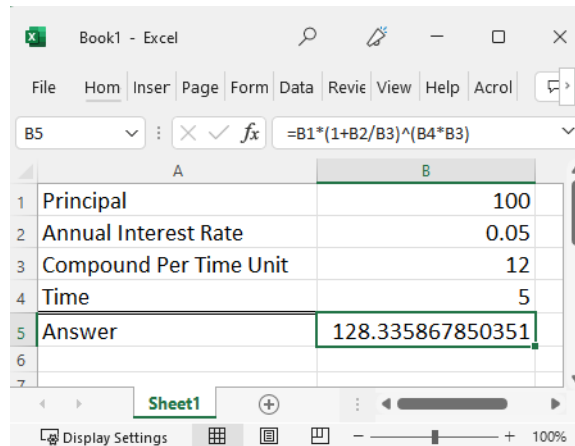 Book1 - Excel
File Hom Inser Page Form Data Revie View Help Acrol
B5 fx =B1*(1+B2/B3)^(B4*B3)
A B
1 Principal 100
2 Annual Interest Rate 0.05
3 Compound Per Time Unit 12
4 Time 5
5 Answer 128.335867850351
6
7
Sheet1
Display Settings 100%